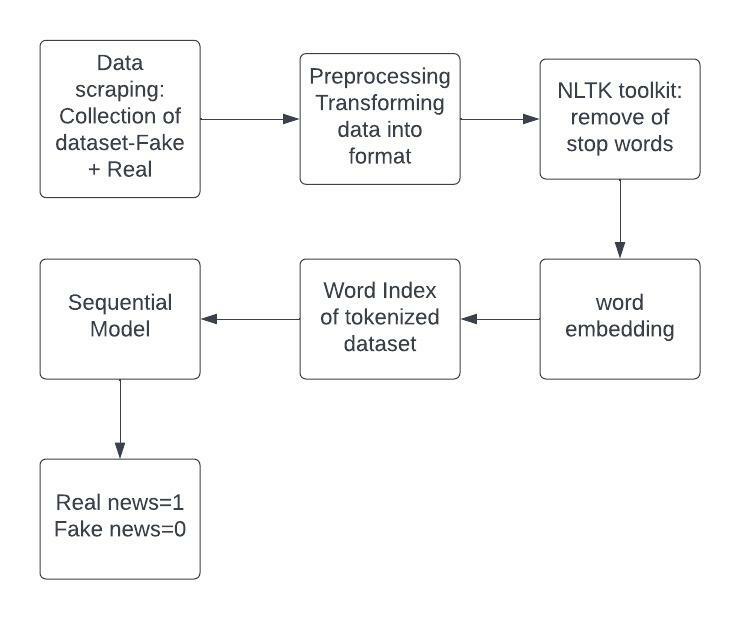 Data
scraping:
Collection of
dataset-Fake
+ Real
Preprocessing
Transforming
data into
format
NLTK toolkit:
remove of
stop words
word
embedding
Word Index
of tokenized
dataset
Sequential
Model
Real news=1
Fake news=0